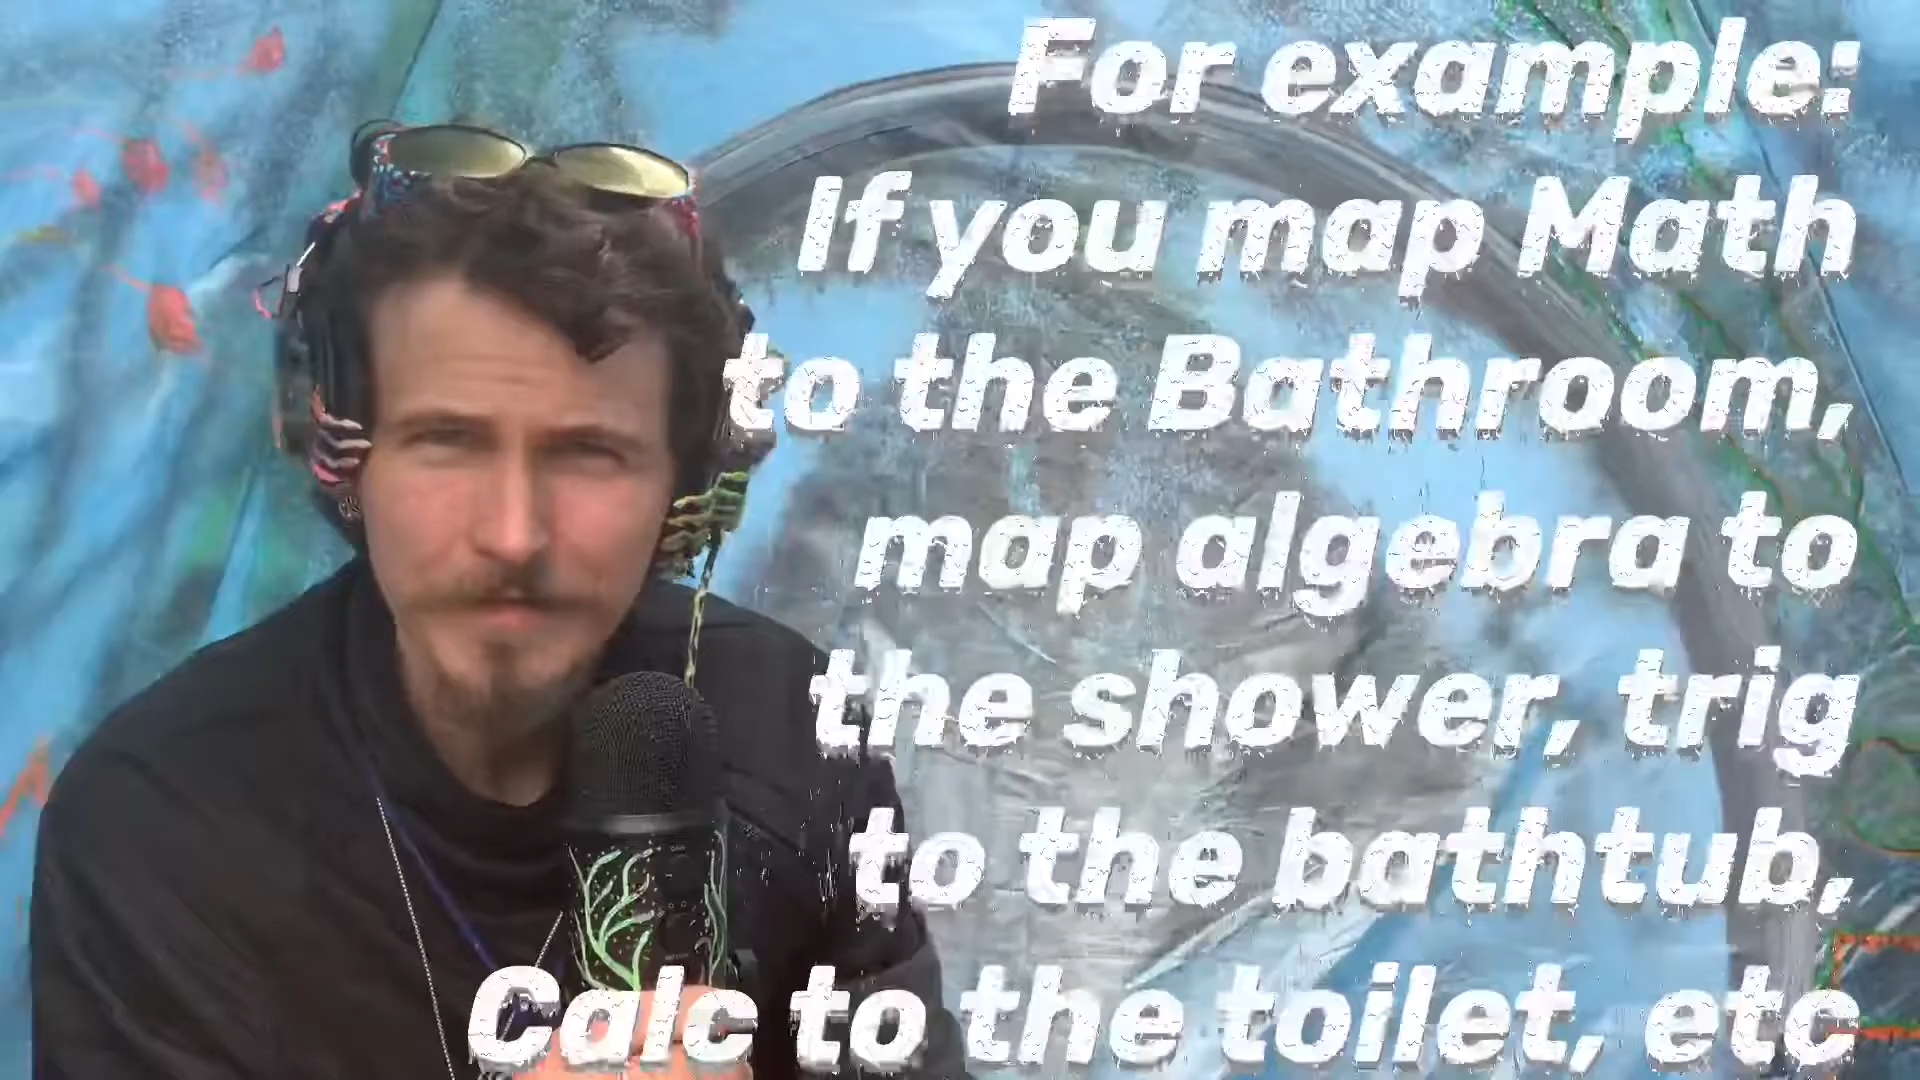 For example:
If you map Math
to the Bathroom,
map algebra to
the shower, trig
to the bathtub,
Calc to the toilet, etc